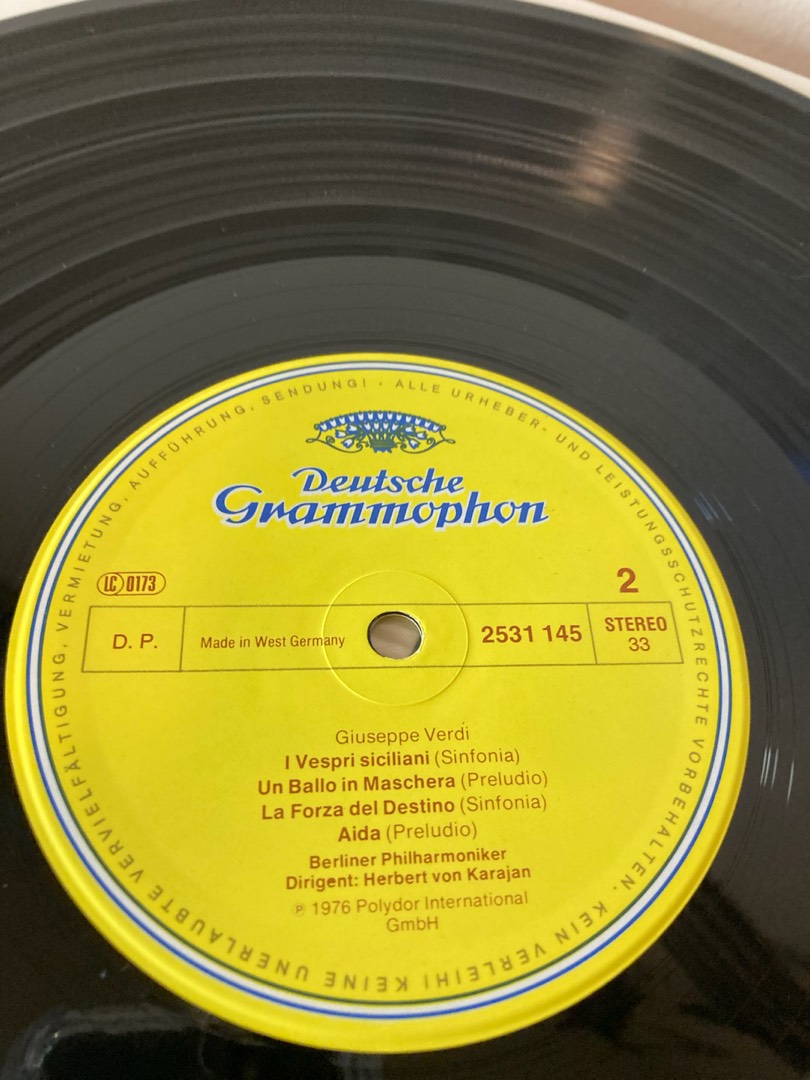 ALLE URHEBER- UND LEISTUNGSSCHUTZRECHTE VORBEHALTEN. KEIN VERLEIH! KEINE UNERLAUBTE VERVIELFÄLTIGUNG, VERMIETUNG, AUFFÜHRUNG, SENDUNG! ·
Deutsche
Grammophon
LC 0173
2
D. P.
Made in West Germany
2531 145
STEREO
33
Giuseppe Verdi
I Vespri siciliani (Sinfonia)
Un Ballo in Maschera (Preludio)
La Forza del Destino (Sinfonia)
Aida (Preludio)
Berliner Philharmoniker
Dirigent: Herbert von Karajan
℗ 1976 Polydor International
GmbH